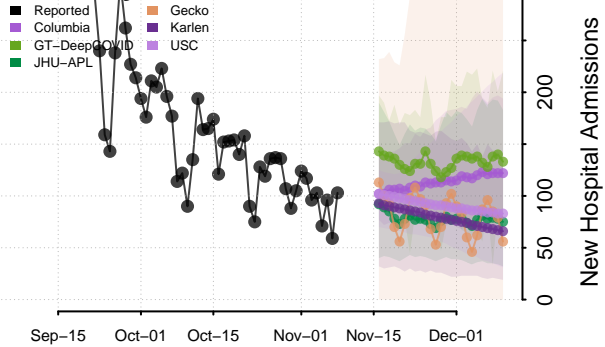 Reported
Columbia
GT−DeepCOVID
JHU−APL
Gecko
Karlen
USC
200
100
50
0
New Hospital Admissions
Sep−15 Oct−01 Oct−15 Nov−01 Nov−15 Dec−01